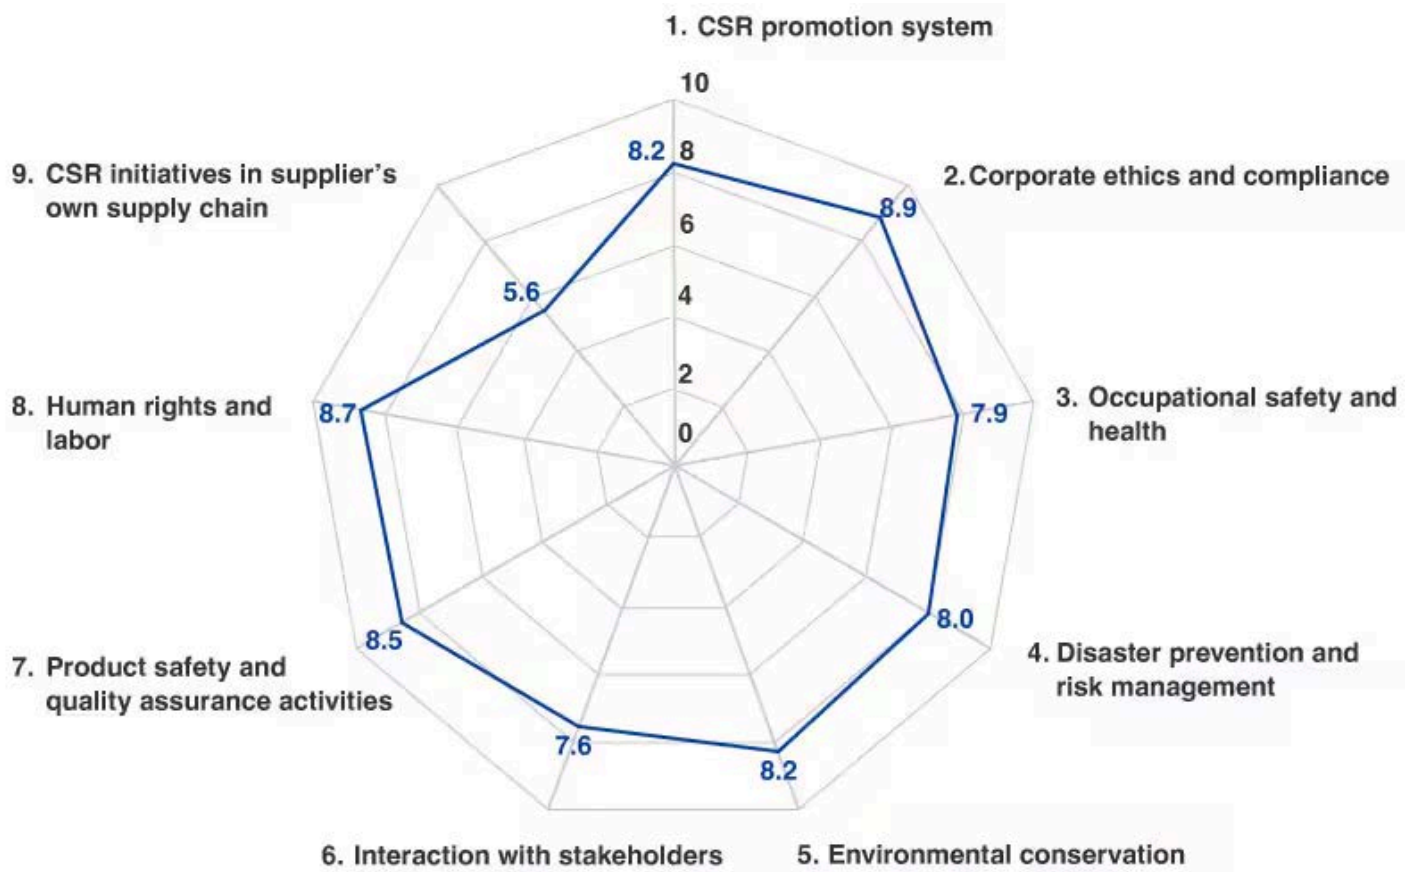 1. CSR promotion system
10
8.2
8
9. CSR initiatives in supplier's
own supply chain
2.Corporate ethics and compliance
8.9
6
5.6
4
2
8. Human rights and
labor
8.7
7.9
3. Occupational safety and
health
0
8.0
8.5
4. Disaster prevention and
risk management
7. Product safety and
quality assurance activities
7.6
8.2
6. Interaction with stakeholders
5. Environmental conservation